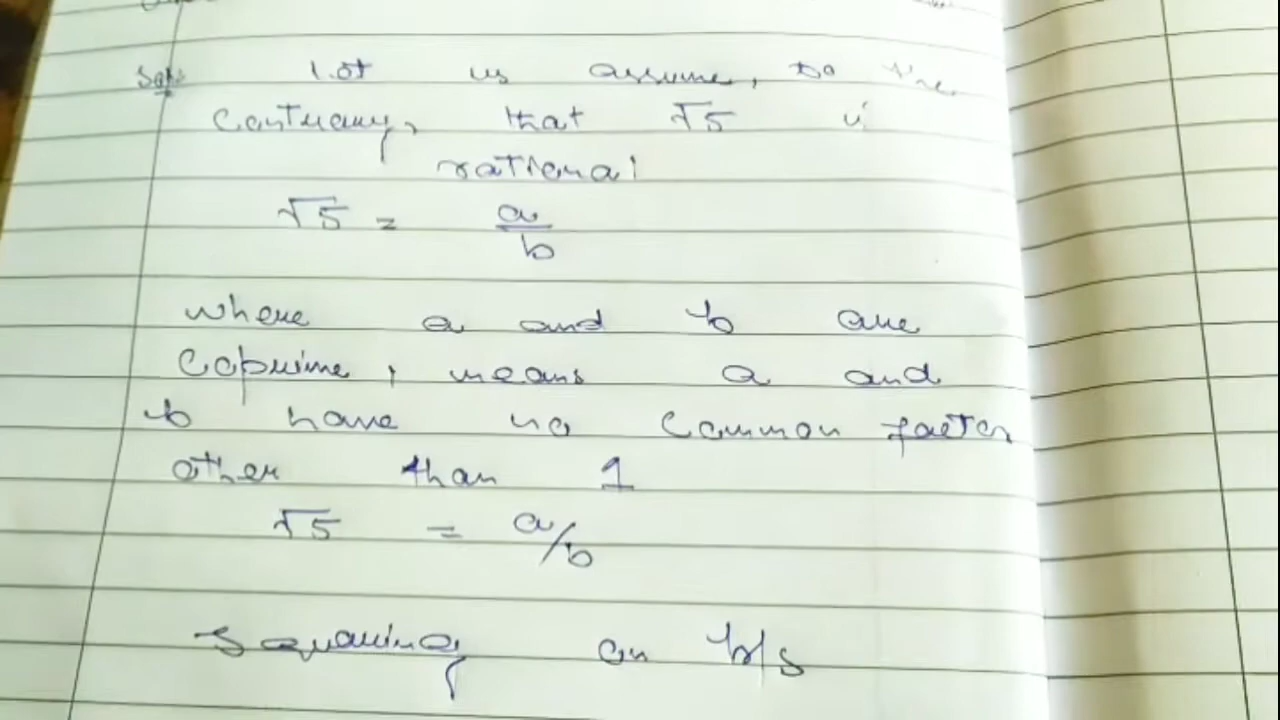 Sol: Let us assume, to the
contrary, that √5 is
rational
√5 = a/b
where a and b are
coprime, means a and
b have no common factor
other than 1
√5 = a/b
Squaring on b/s